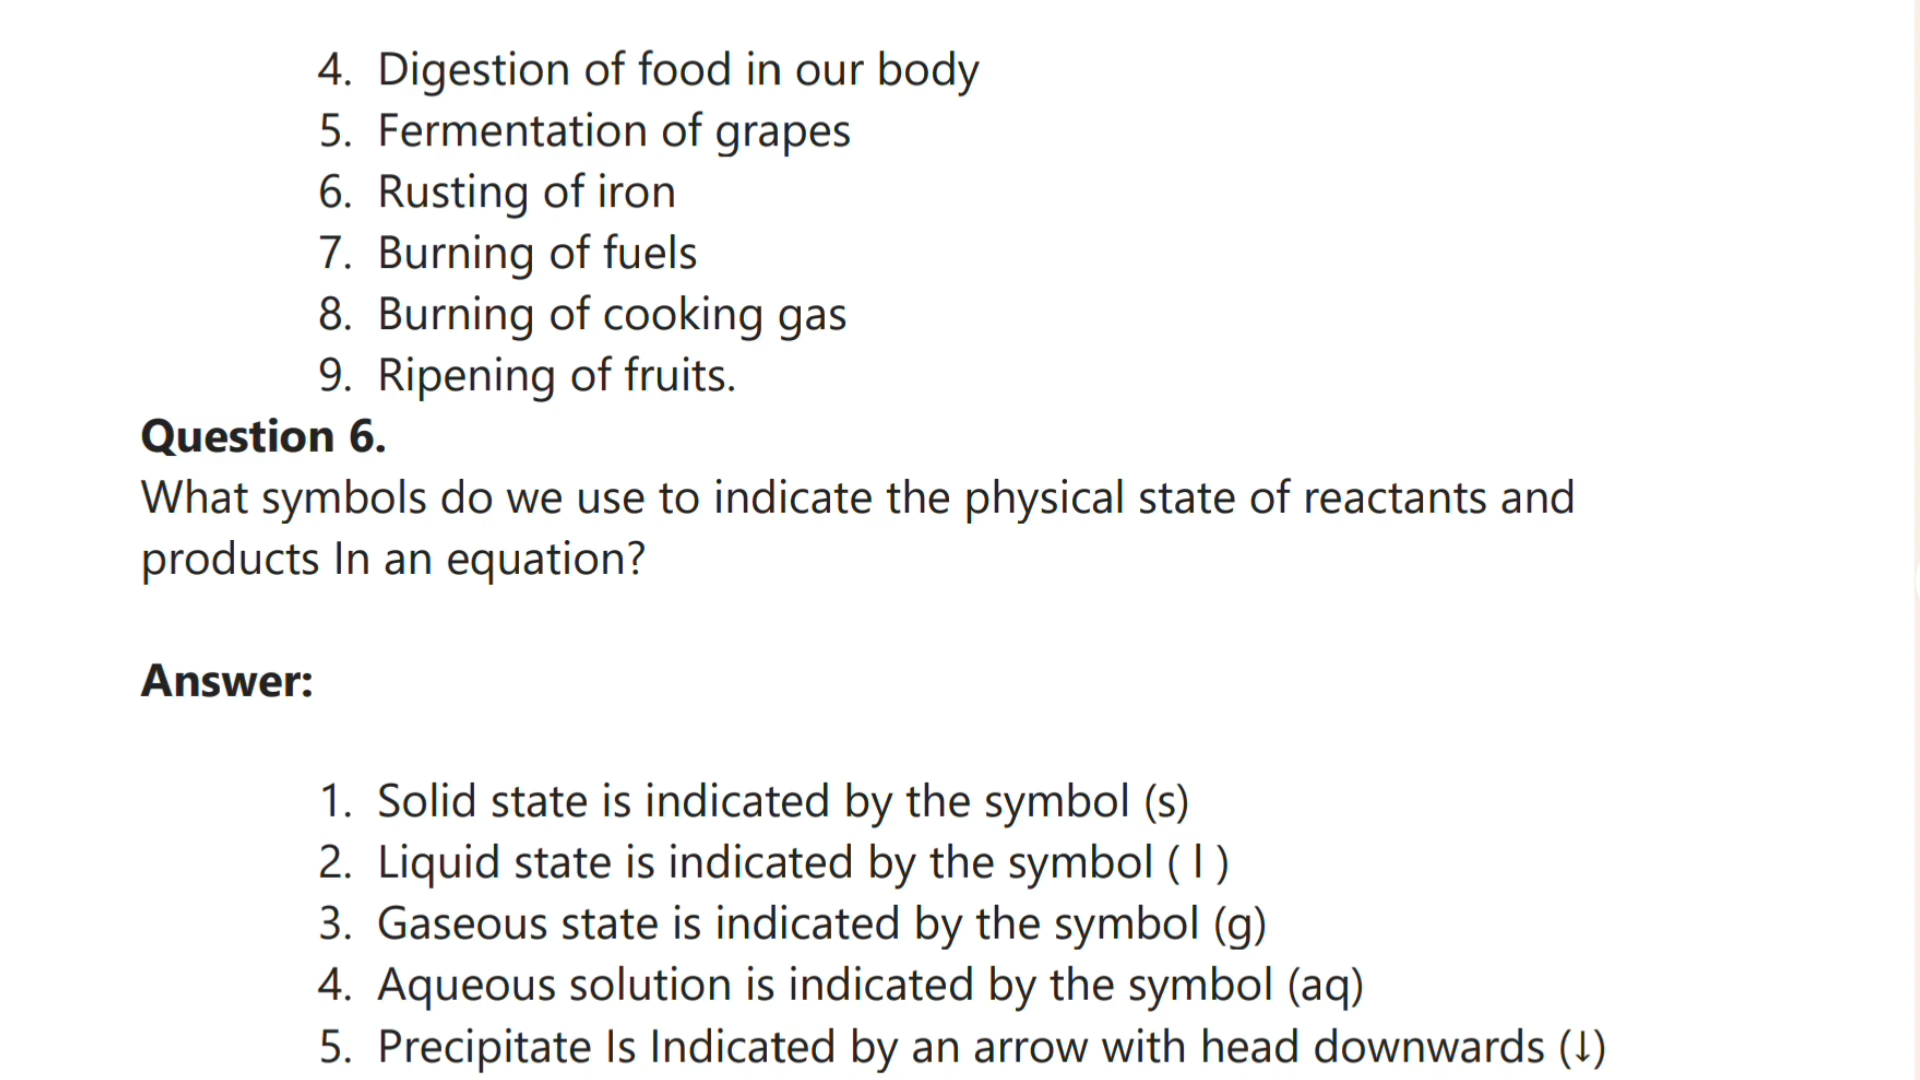 4. Digestion of food in our body
5. Fermentation of grapes
6. Rusting of iron
7. Burning of fuels
8. Burning of cooking gas
9. Ripening of fruits.
Question 6.
What symbols do we use to indicate the physical state of reactants and
products In an equation?
Answer:
1. Solid state is indicated by the symbol (s)
2. Liquid state is indicated by the symbol ( l )
3. Gaseous state is indicated by the symbol (g)
4. Aqueous solution is indicated by the symbol (aq)
5. Precipitate Is Indicated by an arrow with head downwards (↓)